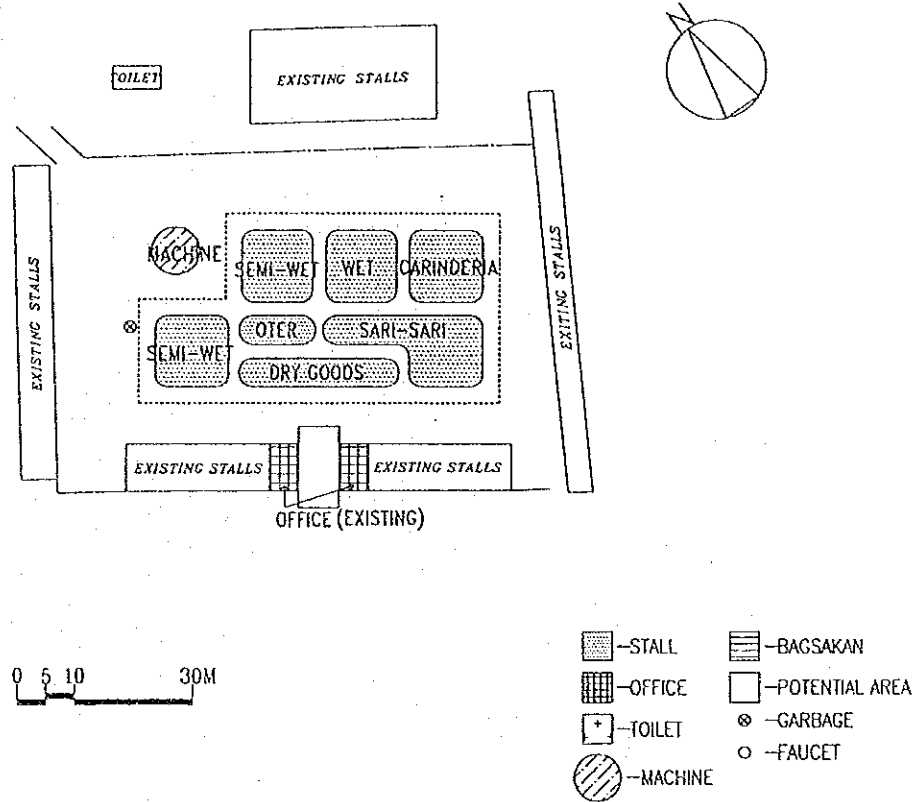 TOILET
EXISTING STALLS
EXISTING STALLS
EXITING STALLS
MACHINE
SEMI-WET
WET
CARINDERIA
SEMI-WET
OTER
SARI-SARI
DRY GOODS
EXISTING STALLS
EXISTING STALLS
OFFICE (EXISTING)
0 5 10 30M
-STALL
-OFFICE
-TOILET
-MACHINE
-BAGSAKAN
-POTENTIAL AREA
-GARBAGE
-FAUCET